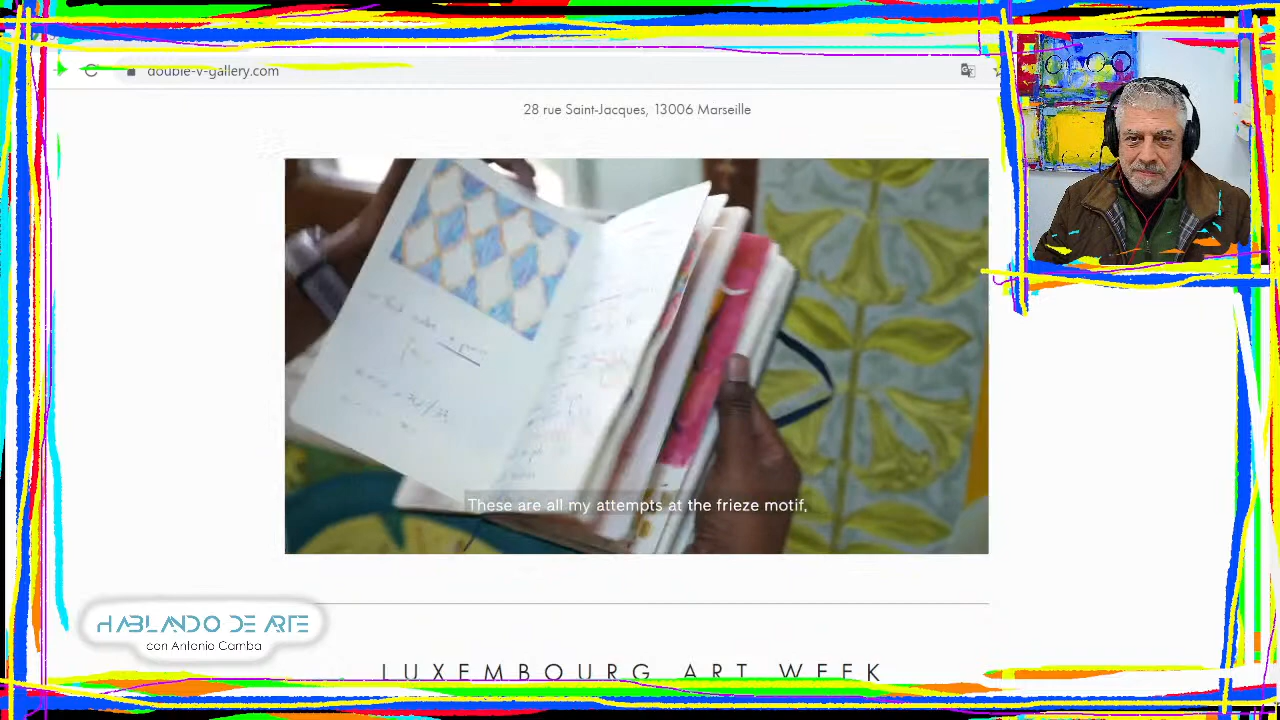 double-v-gallery.com
28 rue Saint-Jacques, 13006 Marseille
These are all my attempts at the frieze motif,
HABLANDO DE ARTE
con Antonio Camba
LUXEMBOURG ART WEEK